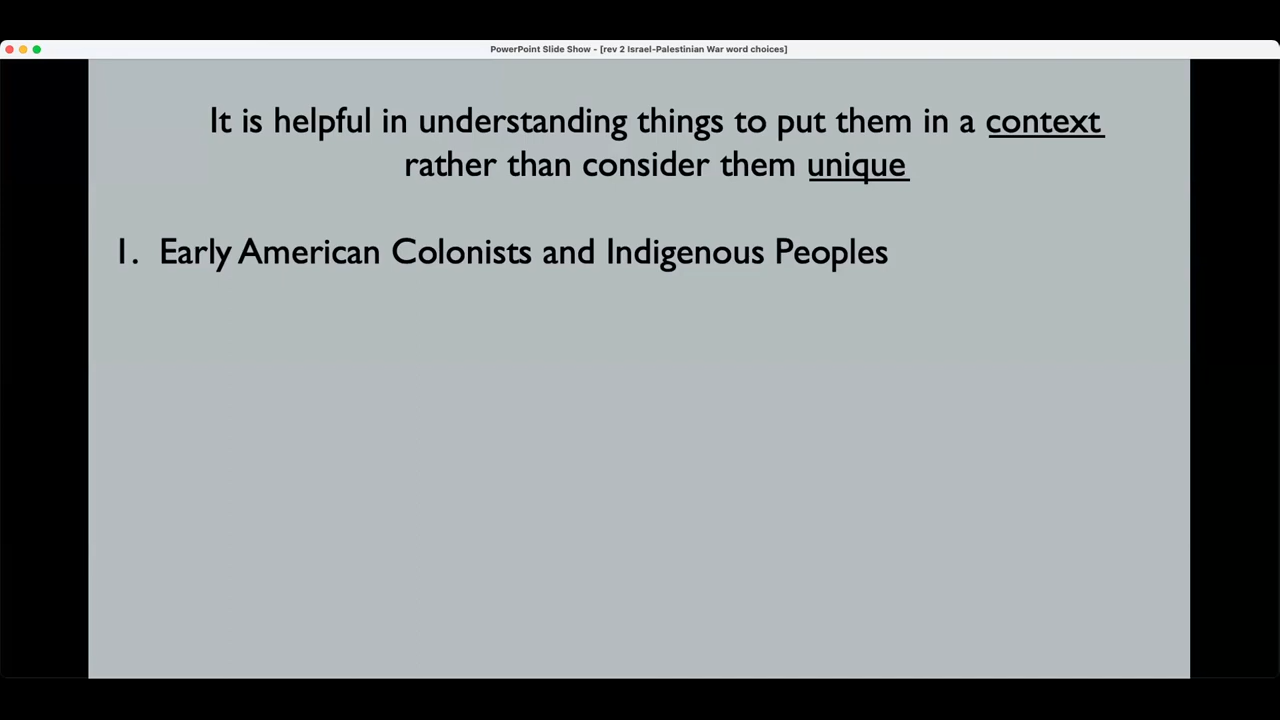 PowerPoint Slide Show - [rev 2 Israel-Palestinian War word choices]
It is helpful in understanding things to put them in a context
rather than consider them unique
1. Early American Colonists and Indigenous Peoples